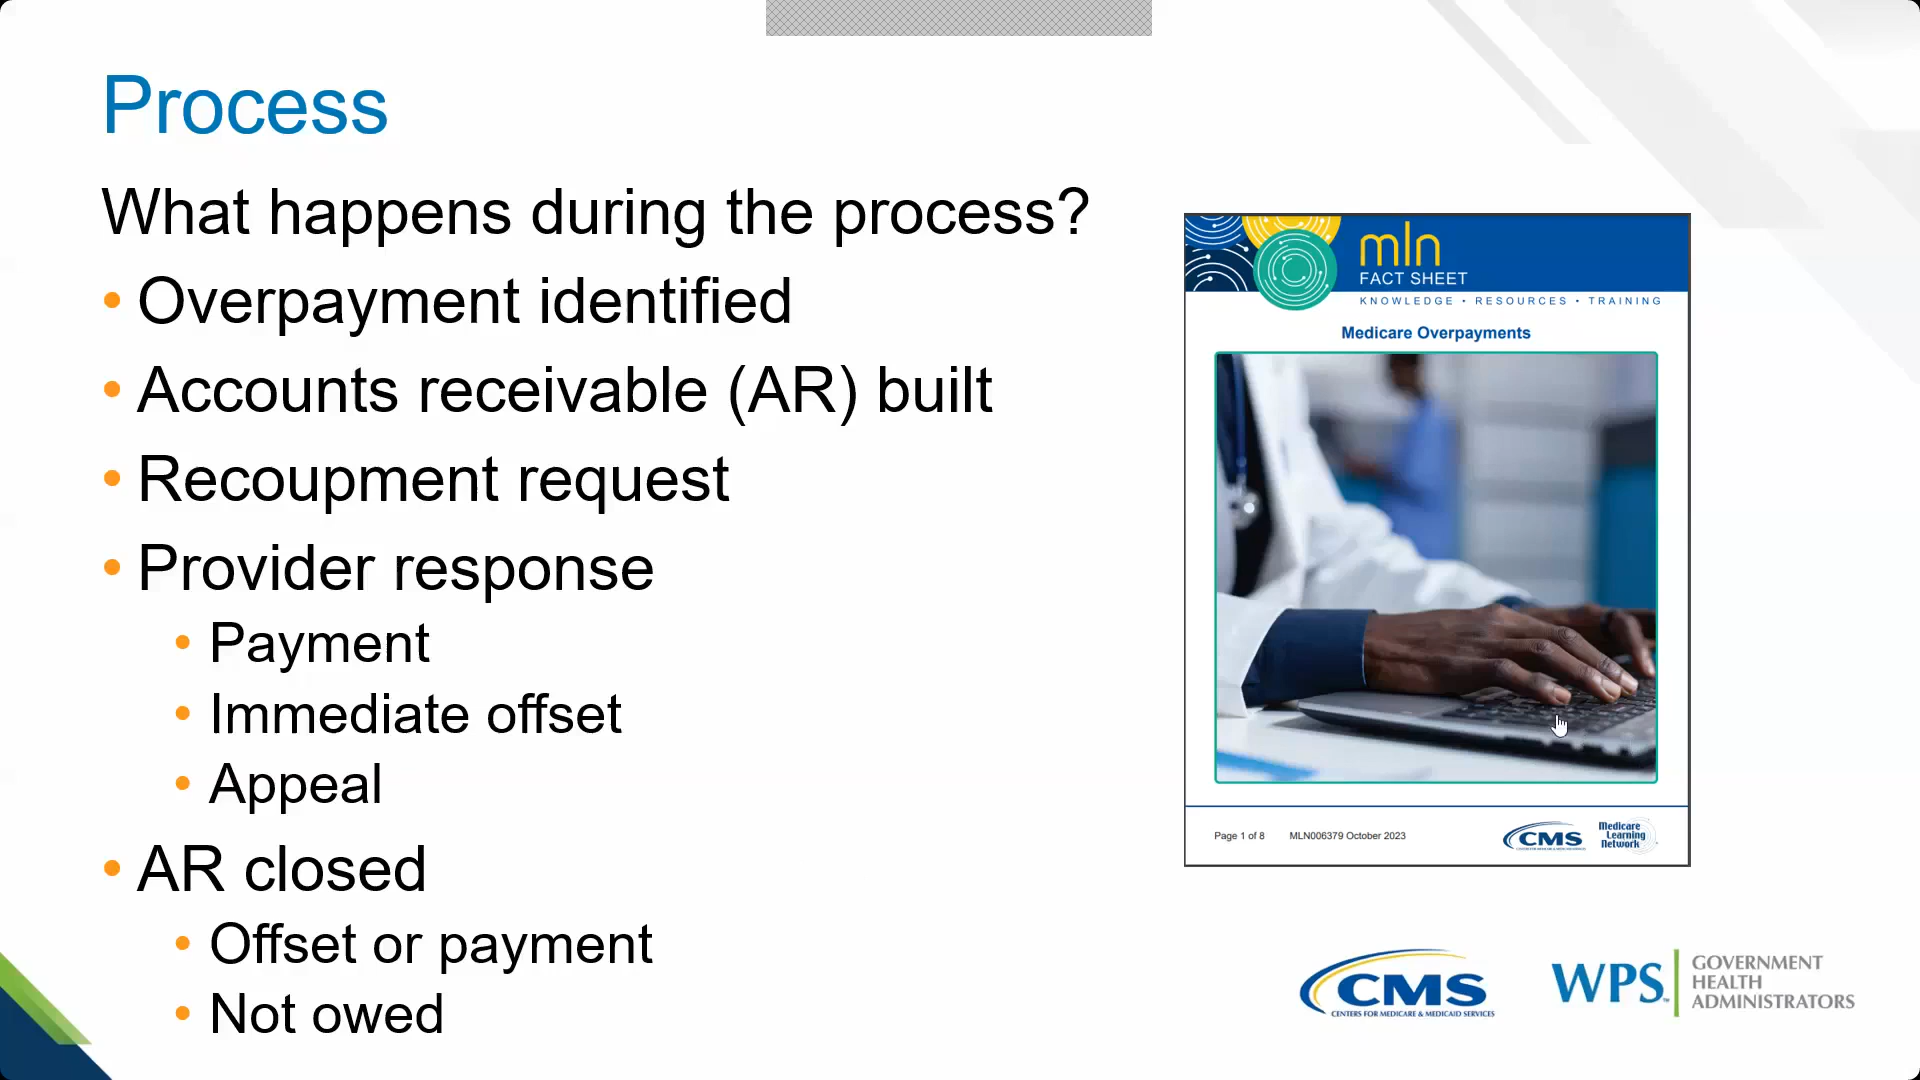 Process
What happens during the process?
• Overpayment identified
• Accounts receivable (AR) built
• Recoupment request
• Provider response
• Payment
• Immediate offset
• Appeal
• AR closed
• Offset or payment
• Not owed
mln
FACT SHEET
KNOWLEDGE • RESOURCES • TRAINING
Medicare Overpayments
Page 1 of 8 MLN006379 October 2023
CMS
Medicare
Learning
Network
CMS
CENTERS FOR MEDICARE & MEDICAID SERVICES
WPS
GOVERNMENT
HEALTH
ADMINISTRATORS